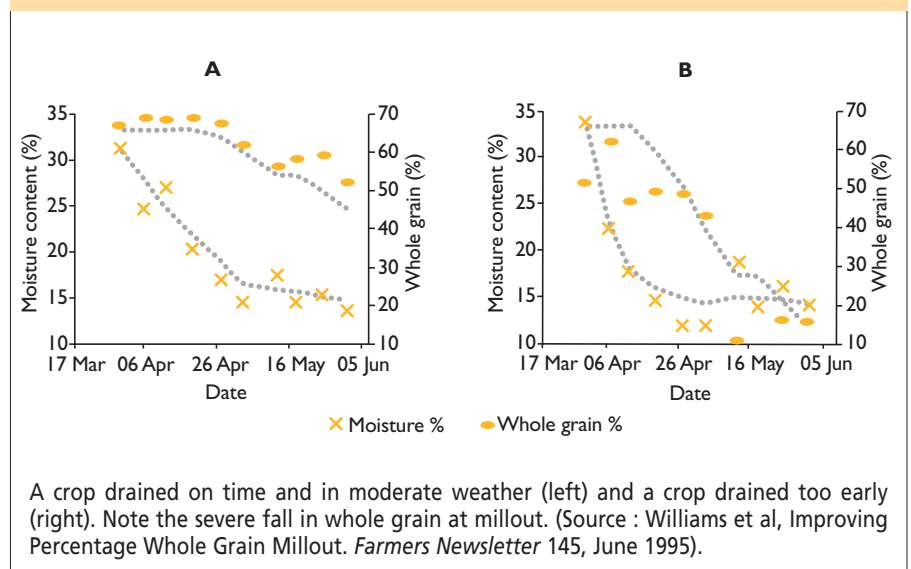 A
B
35
30
25
20
15
10
Moisture content (%)
70
60
50
40
30
20
10
Whole grain (%)
17 Mar 06 Apr 26 Apr 16 May 05 Jun
Date
35
30
25
20
15
10
Moisture content (%)
70
60
50
40
30
20
10
Whole grain (%)
17 Mar 06 Apr 26 Apr 16 May 05 Jun
Date
Moisture % Whole grain %
A crop drained on time and in moderate weather (left) and a crop drained too early
(right). Note the severe fall in whole grain at millout. (Source : Williams et al, Improving
Percentage Whole Grain Millout. Farmers Newsletter 145, June 1995).